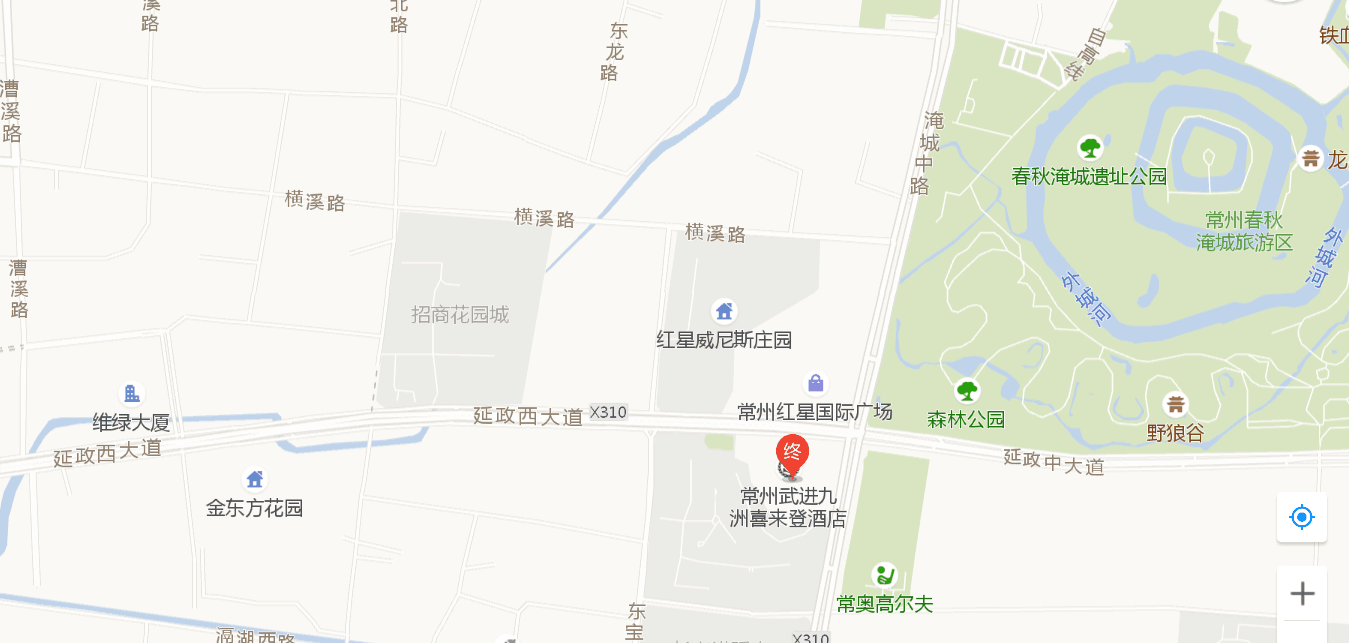 溪路
北路
东龙路
自高线
铁血
漕溪路
淹城中路
春秋淹城遗址公园
龙
横溪路
横溪路
横溪路
常州春秋
淹城旅游区
外城河
外城河
漕溪路
招商花园城
红星威尼斯庄园
维绿大厦
延政西大道
X310
常州红星国际广场
森林公园
野狼谷
延政西大道
终
延政中大道
金东方花园
常州武进九
洲喜来登酒店
常奥高尔夫
东宝
滆湖西路
X310